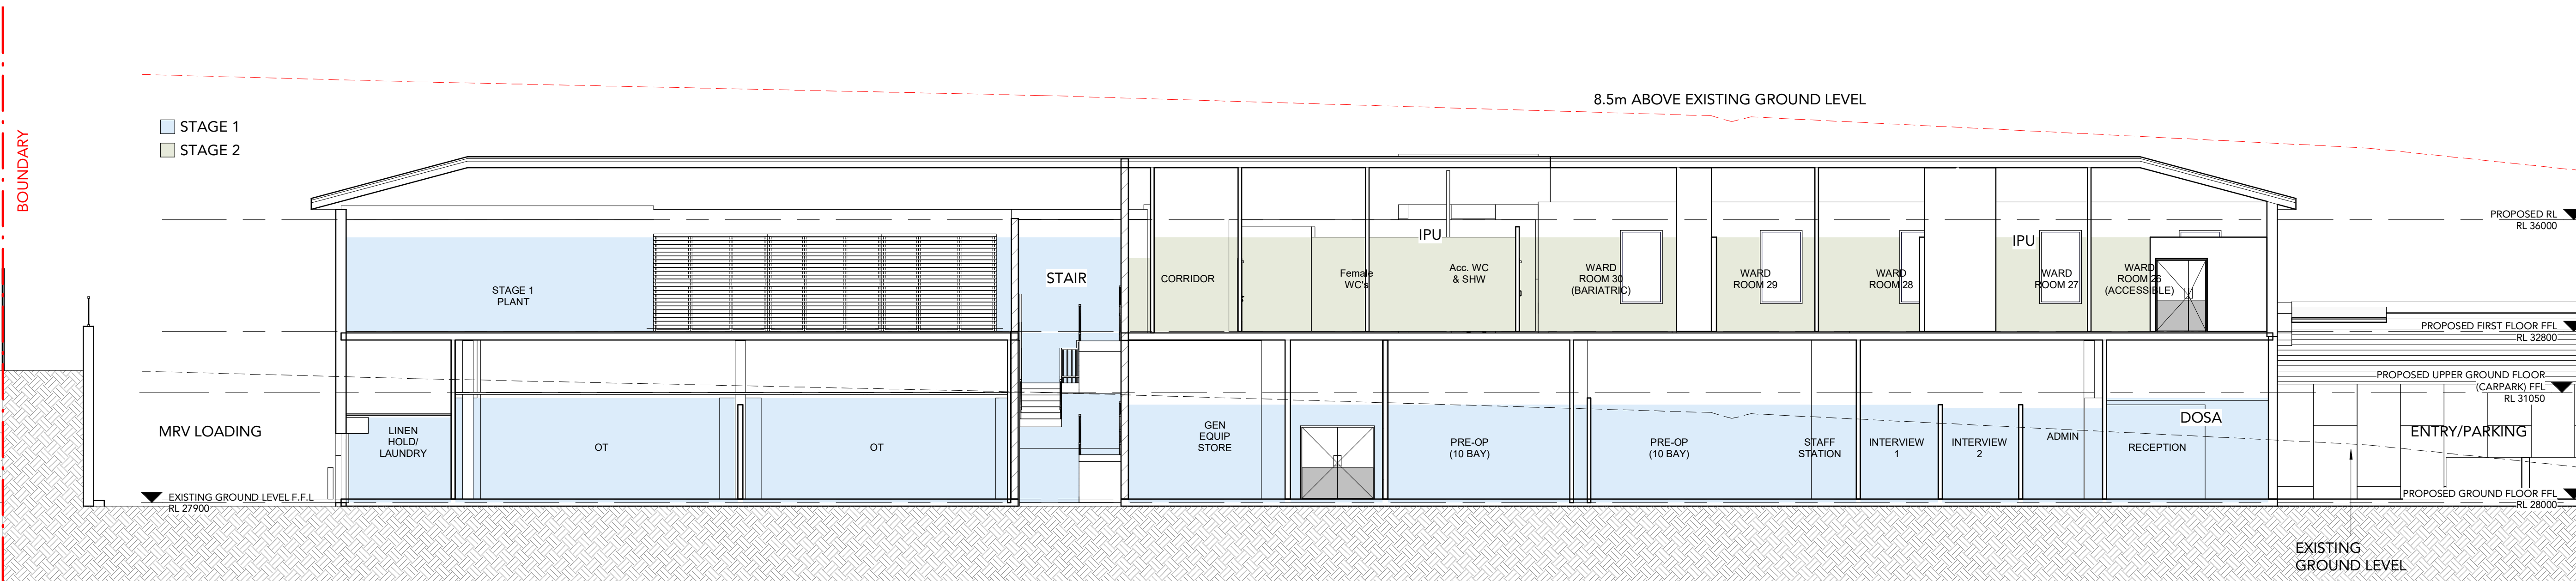 BOUNDARY
STAGE 1
STAGE 2
8.5m ABOVE EXISTING GROUND LEVEL
PROPOSED RL
RL 36000
STAGE 1
PLANT
STAIR
CORRIDOR
Female
WC's
IPU
Acc. WC
& SHW
WARD
ROOM 30
(BARIATRIC)
WARD
ROOM 29
WARD
ROOM 28
IPU
WARD
ROOM 27
WARD
ROOM 26
(ACCESSIBLE)
PROPOSED FIRST FLOOR FFL
RL 32800
PROPOSED UPPER GROUND FLOOR
(CARPARK) FFL
RL 31050
MRV LOADING
LINEN
HOLD/
LAUNDRY
OT
OT
GEN
EQUIP
STORE
PRE-OP
(10 BAY)
PRE-OP
(10 BAY)
STAFF
STATION
INTERVIEW
1
INTERVIEW
2
ADMIN
DOSA
RECEPTION
ENTRY/PARKING
EXISTING GROUND LEVEL F.F.L
RL 27900
PROPOSED GROUND FLOOR FFL
RL 28000
EXISTING
GROUND LEVEL